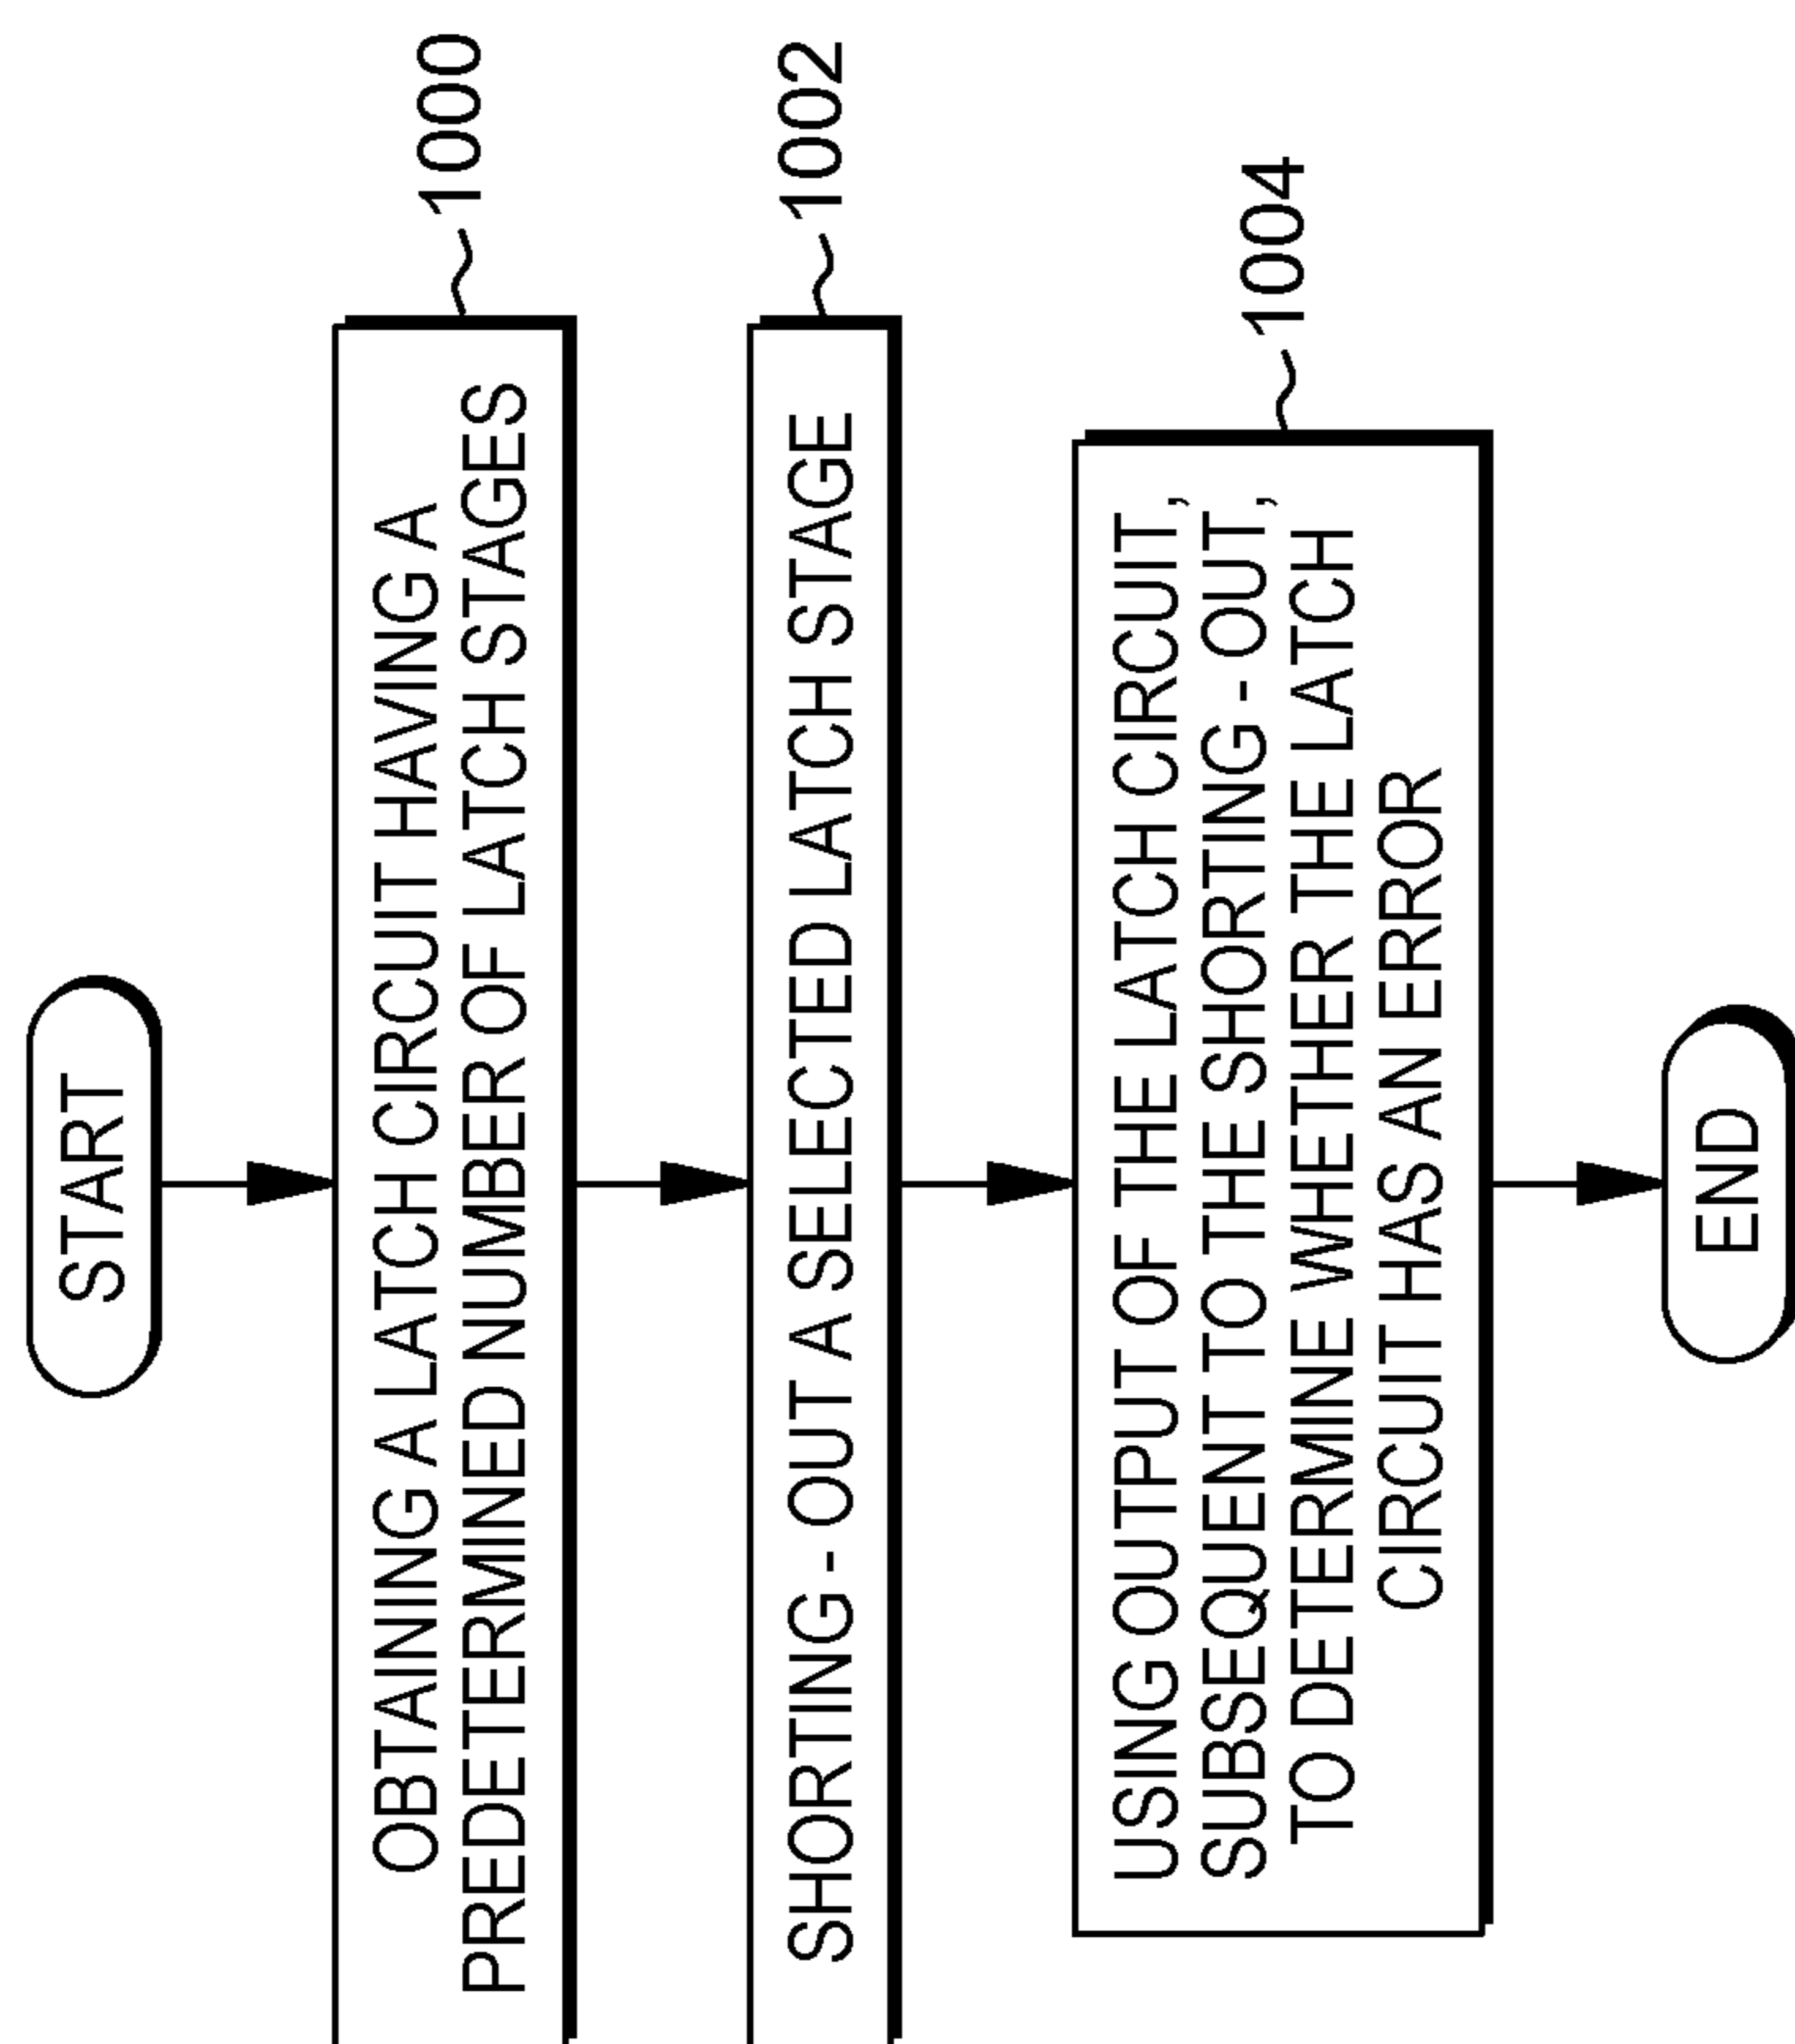 START
OBTAINING A LATCH CIRCUIT HAVING A
PREDETERMINED NUMBER OF LATCH STAGES
1000
SHORTING - OUT A SELECTED LATCH STAGE
1002
USING OUTPUT OF THE LATCH CIRCUIT,
SUBSEQUENT TO THE SHORTING - OUT,
TO DETERMINE WHETHER THE LATCH
CIRCUIT HAS AN ERROR
1004
END